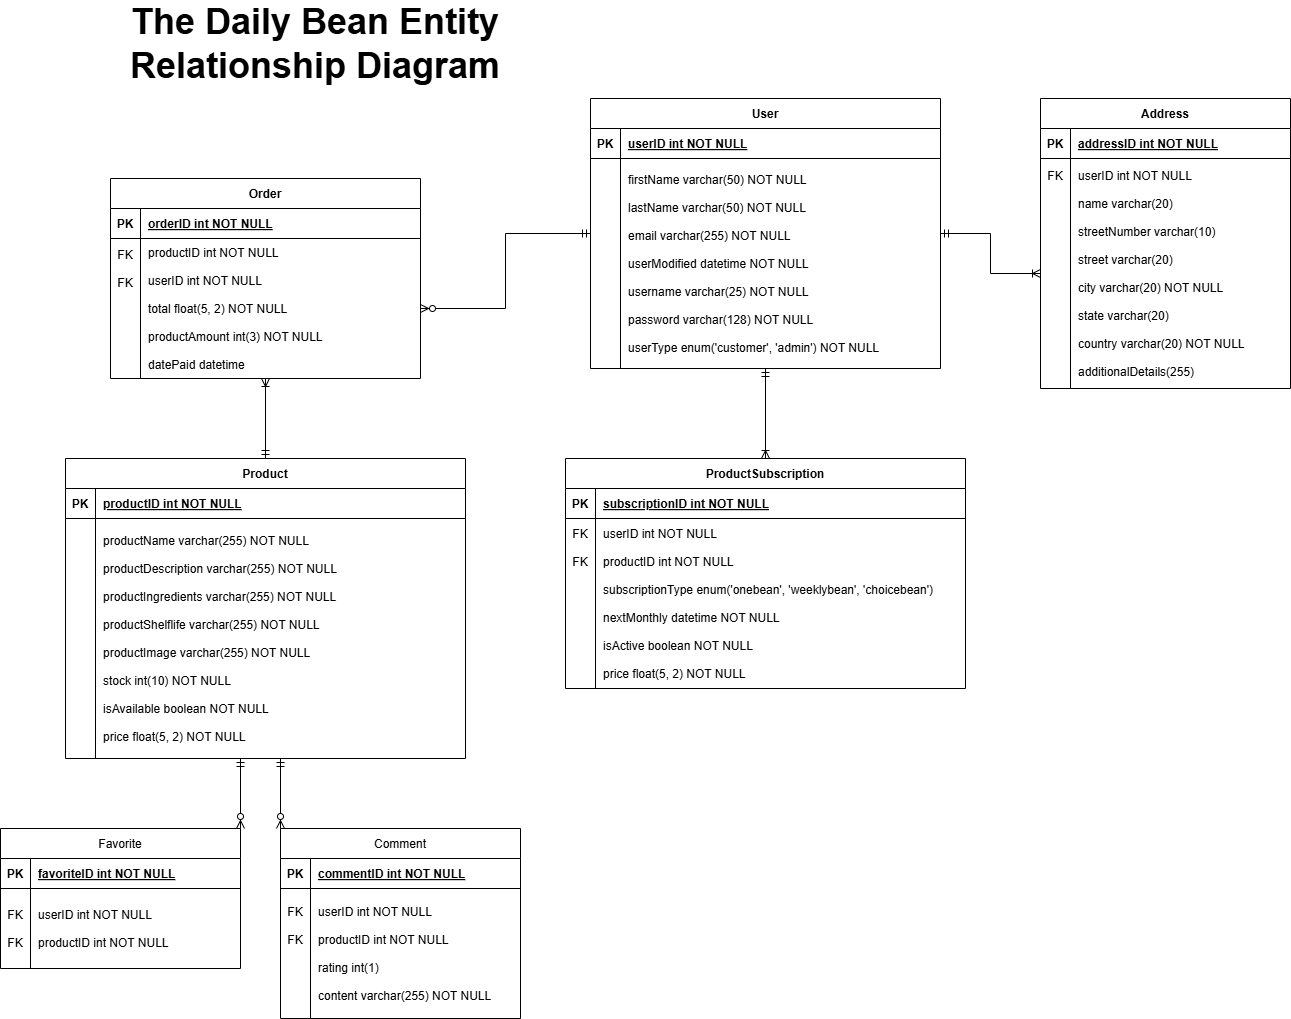 The Daily Bean Entity
Relationship Diagram
User
PK userID int NOT NULL
firstName varchar(50) NOT NULL
lastName varchar(50) NOT NULL
email varchar(255) NOT NULL
userModified datetime NOT NULL
username varchar(25) NOT NULL
password varchar(128) NOT NULL
userType enum('customer', 'admin') NOT NULL
Address
PK addressID int NOT NULL
FK userID int NOT NULL
name varchar(20)
streetNumber varchar(10)
street varchar(20)
city varchar(20) NOT NULL
state varchar(20)
country varchar(20) NOT NULL
additionalDetails(255)
Order
PK orderID int NOT NULL
FK productID int NOT NULL
FK userID int NOT NULL
total float(5, 2) NOT NULL
productAmount int(3) NOT NULL
datePaid datetime
Product
PK productID int NOT NULL
productName varchar(255) NOT NULL
productDescription varchar(255) NOT NULL
productIngredients varchar(255) NOT NULL
productShelflife varchar(255) NOT NULL
productImage varchar(255) NOT NULL
stock int(10) NOT NULL
isAvailable boolean NOT NULL
price float(5, 2) NOT NULL
ProductSubscription
PK subscriptionID int NOT NULL
FK userID int NOT NULL
FK productID int NOT NULL
subscriptionType enum('onebean', 'weeklybean', 'choicebean')
nextMonthly datetime NOT NULL
isActive boolean NOT NULL
price float(5, 2) NOT NULL
Favorite
PK favoriteID int NOT NULL
FK userID int NOT NULL
FK productID int NOT NULL
Comment
PK commentID int NOT NULL
FK userID int NOT NULL
FK productID int NOT NULL
rating int(1)
content varchar(255) NOT NULL